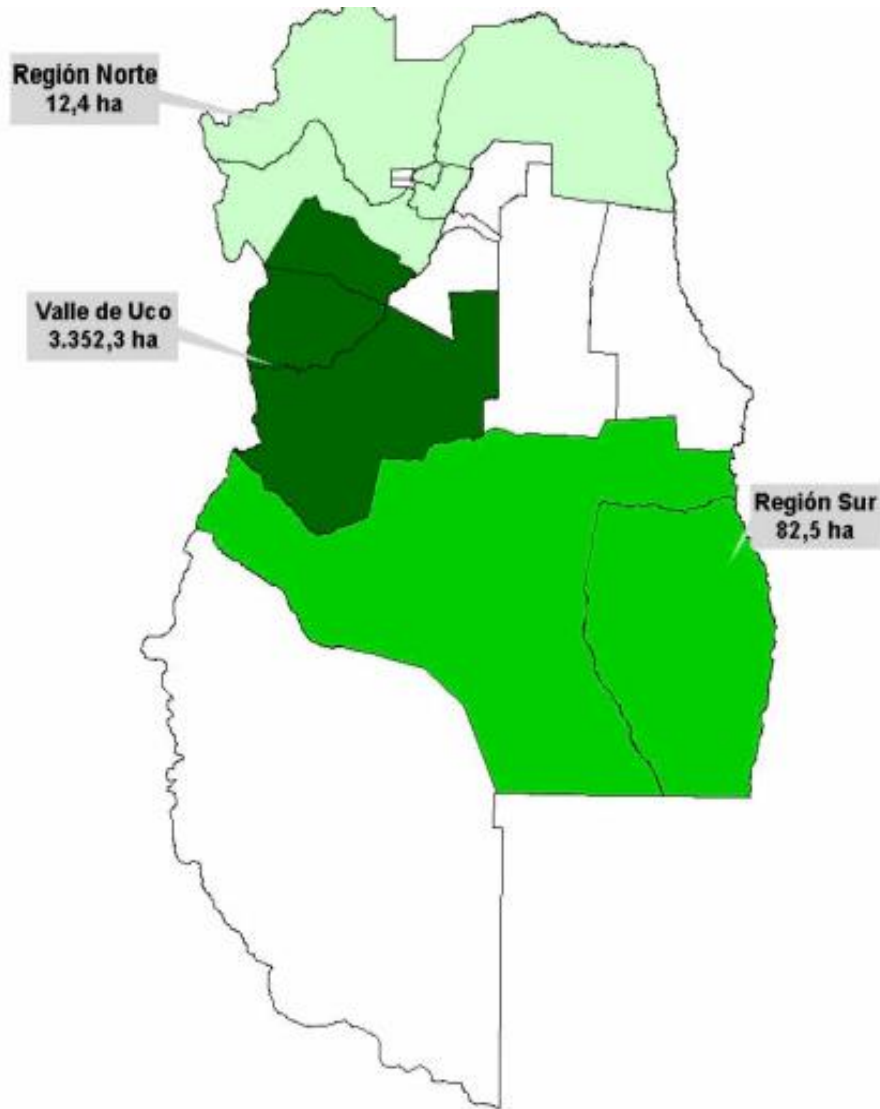 Región Norte
12,4 ha
Valle de Uco
3.352,3 ha
Región Sur
82,5 ha